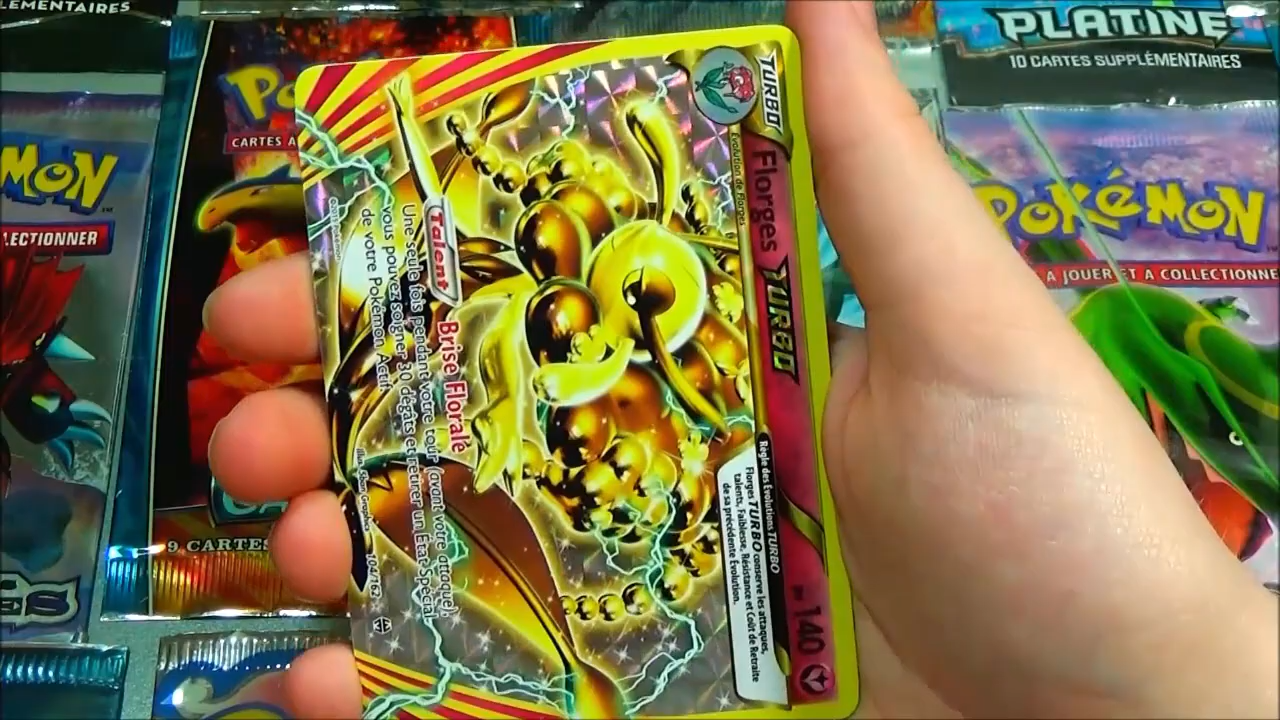 LÉMENTAIRES
PLATINE
10 CARTES SUPPLÉMENTAIRES
MON
LECTIONNER
Po
CARTES A
9 CARTES
POKéMON
A JOUER ET A COLLECTIONNE
TURBO
Évolution de Florges
Florges TURBO
PV 140
Règle des Évolutions TURBO
Florges TURBO conserve les attaques,
talents, Faiblesse, Résistance et Coût de Retraite
de sa précédente Évolution.
Talent
Brise Florale
Une seule fois pendant votre tour (avant votre attaque),
vous pouvez soigner 30 dégâts et retirer un État Spécial
de votre Pokémon Actif.
104/162